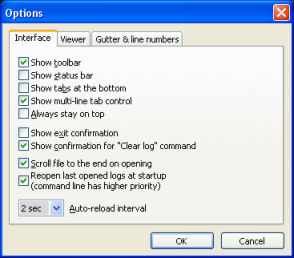 Options
Interface
Viewer
Gutter & line numbers
Show toolbar
Show status bar
Show tabs at the bottom
Show multi-line tab control
Always stay on top
Show exit confirmation
Show confirmation for "Clear log" command
Scroll file to the end on opening
Reopen last opened logs at startup
(command line has higher priority)
2 sec Auto-reload interval
OK
Cancel